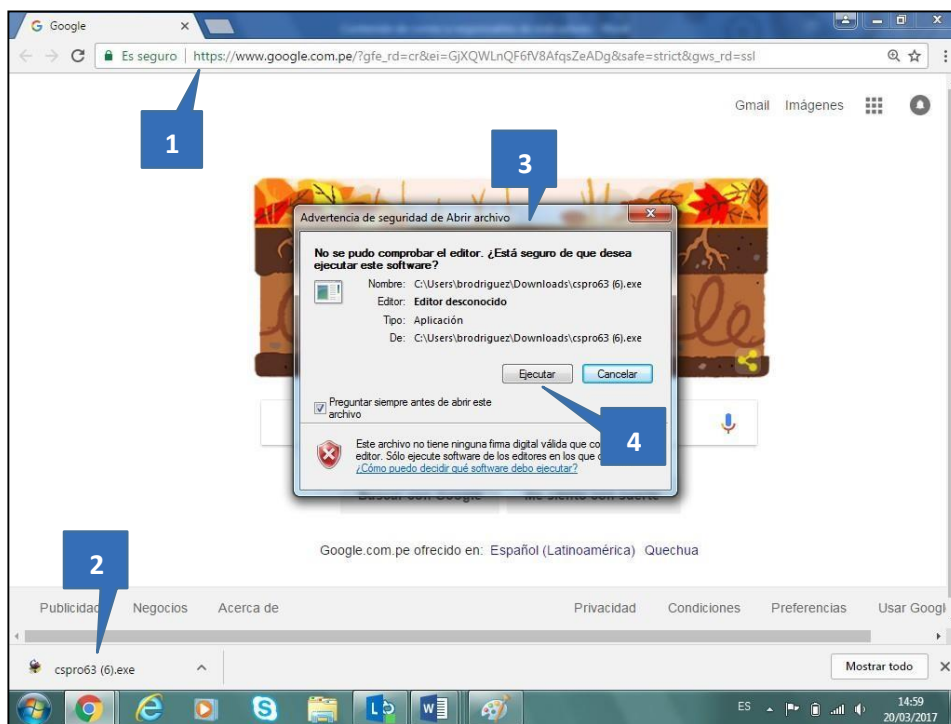 Google
Es seguro
https://www.google.com.pe/?gfe_rd=cr&ei=GjXQWLnQF6fV8AfqsZeADg&safe=strict&gws_rd=ssl
Gmail Imágenes
1
3
Advertencia de seguridad de Abrir archivo
No se pudo comprobar el editor. ¿Está seguro de que desea
ejecutar este software?
Nombre: C:\Users\brodriguez\Downloads\cspro63 (6).exe
Editor: Editor desconocido
Tipo: Aplicación
De: C:\Users\brodriguez\Downloads\cspro63 (6).exe
Ejecutar Cancelar
Preguntar siempre antes de abrir este
archivo
4
Este archivo no tiene ninguna firma digital válida que
editor. Sólo ejecute software de los editores en los que
¿Cómo puedo decidir qué software debo ejecutar?
Buscar con Google Me siento con suerte
Google.com.pe ofrecido en: Español (Latinoamérica) Quechua
2
Publicidad Negocios Acerca de Privacidad Condiciones Preferencias Usar Googl
cspro63 (6).exe
Mostrar todo
ES
14:59
20/03/2017